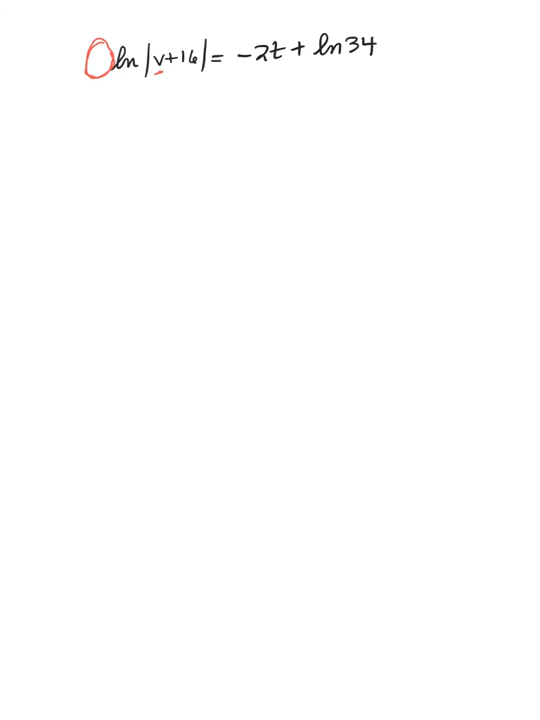 ln |v+16| = -2t + ln 34